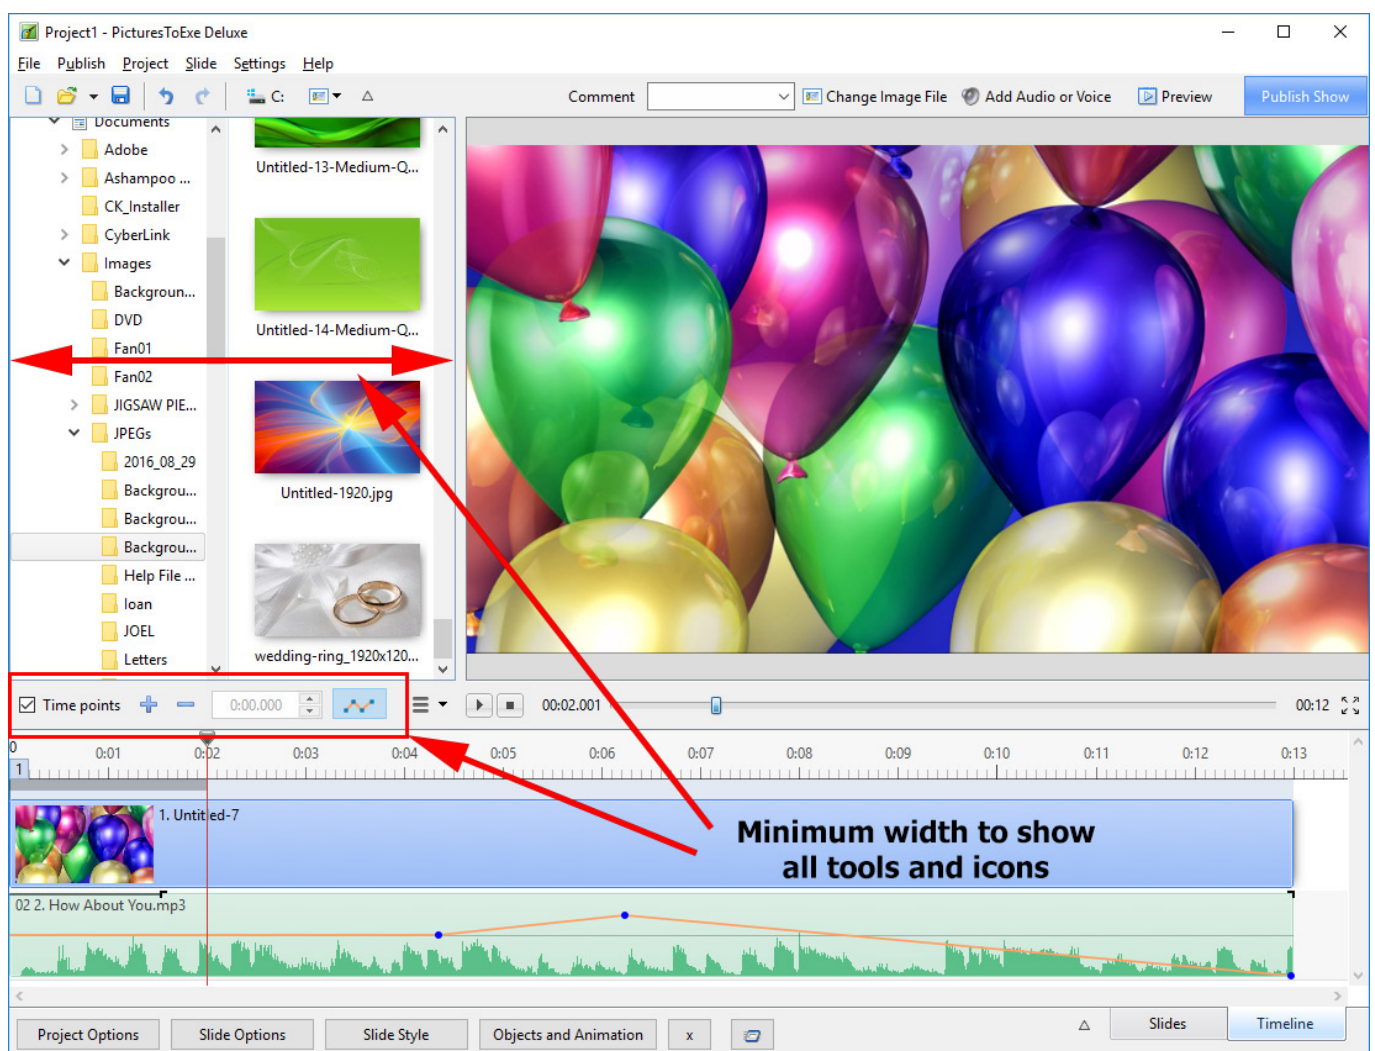 Project1 - PicturesToExe Deluxe
File Publish Project Slide Settings Help
C: Comment Change Image File Add Audio or Voice Preview Publish Show
Documents
Adobe
Ashampoo ...
CK_Installer
CyberLink
Images
Backgroun...
DVD
Fan01
Fan02
JIGSAW PIE...
JPEGs
2016_08_29
Backgrou...
Backgrou...
Backgrou...
Help File ...
Ioan
JOEL
Letters
Untitled-13-Medium-Q...
Untitled-14-Medium-Q...
Untitled-1920.jpg
wedding-ring_1920x120...
Time points 0:00.000 00:02.001 00:12
0 0:01 0:02 0:03 0:04 0:05 0:06 0:07 0:08 0:09 0:10 0:11 0:12 0:13
1
1. Untitled-7
Minimum width to show
all tools and icons
02 2. How About You.mp3
Project Options Slide Options Slide Style Objects and Animation x Slides Timeline